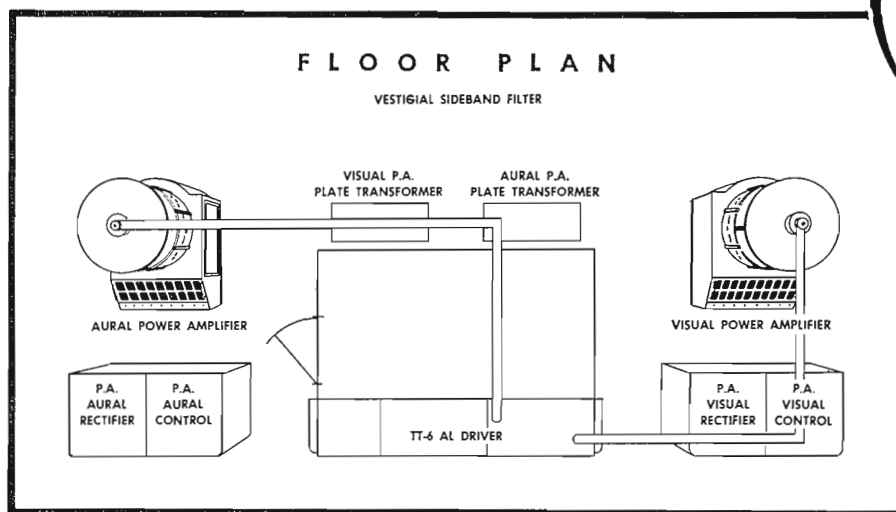 FLOOR PLAN
VESTIGIAL SIDEBAND FILTER
VISUAL P.A.
PLATE TRANSFORMER
AURAL P.A.
PLATE TRANSFORMER
AURAL POWER AMPLIFIER
VISUAL POWER AMPLIFIER
P.A.
AURAL
RECTIFIER
P.A.
AURAL
CONTROL
TT-6 AL DRIVER
P.A.
VISUAL
RECTIFIER
P.A.
VISUAL
CONTROL